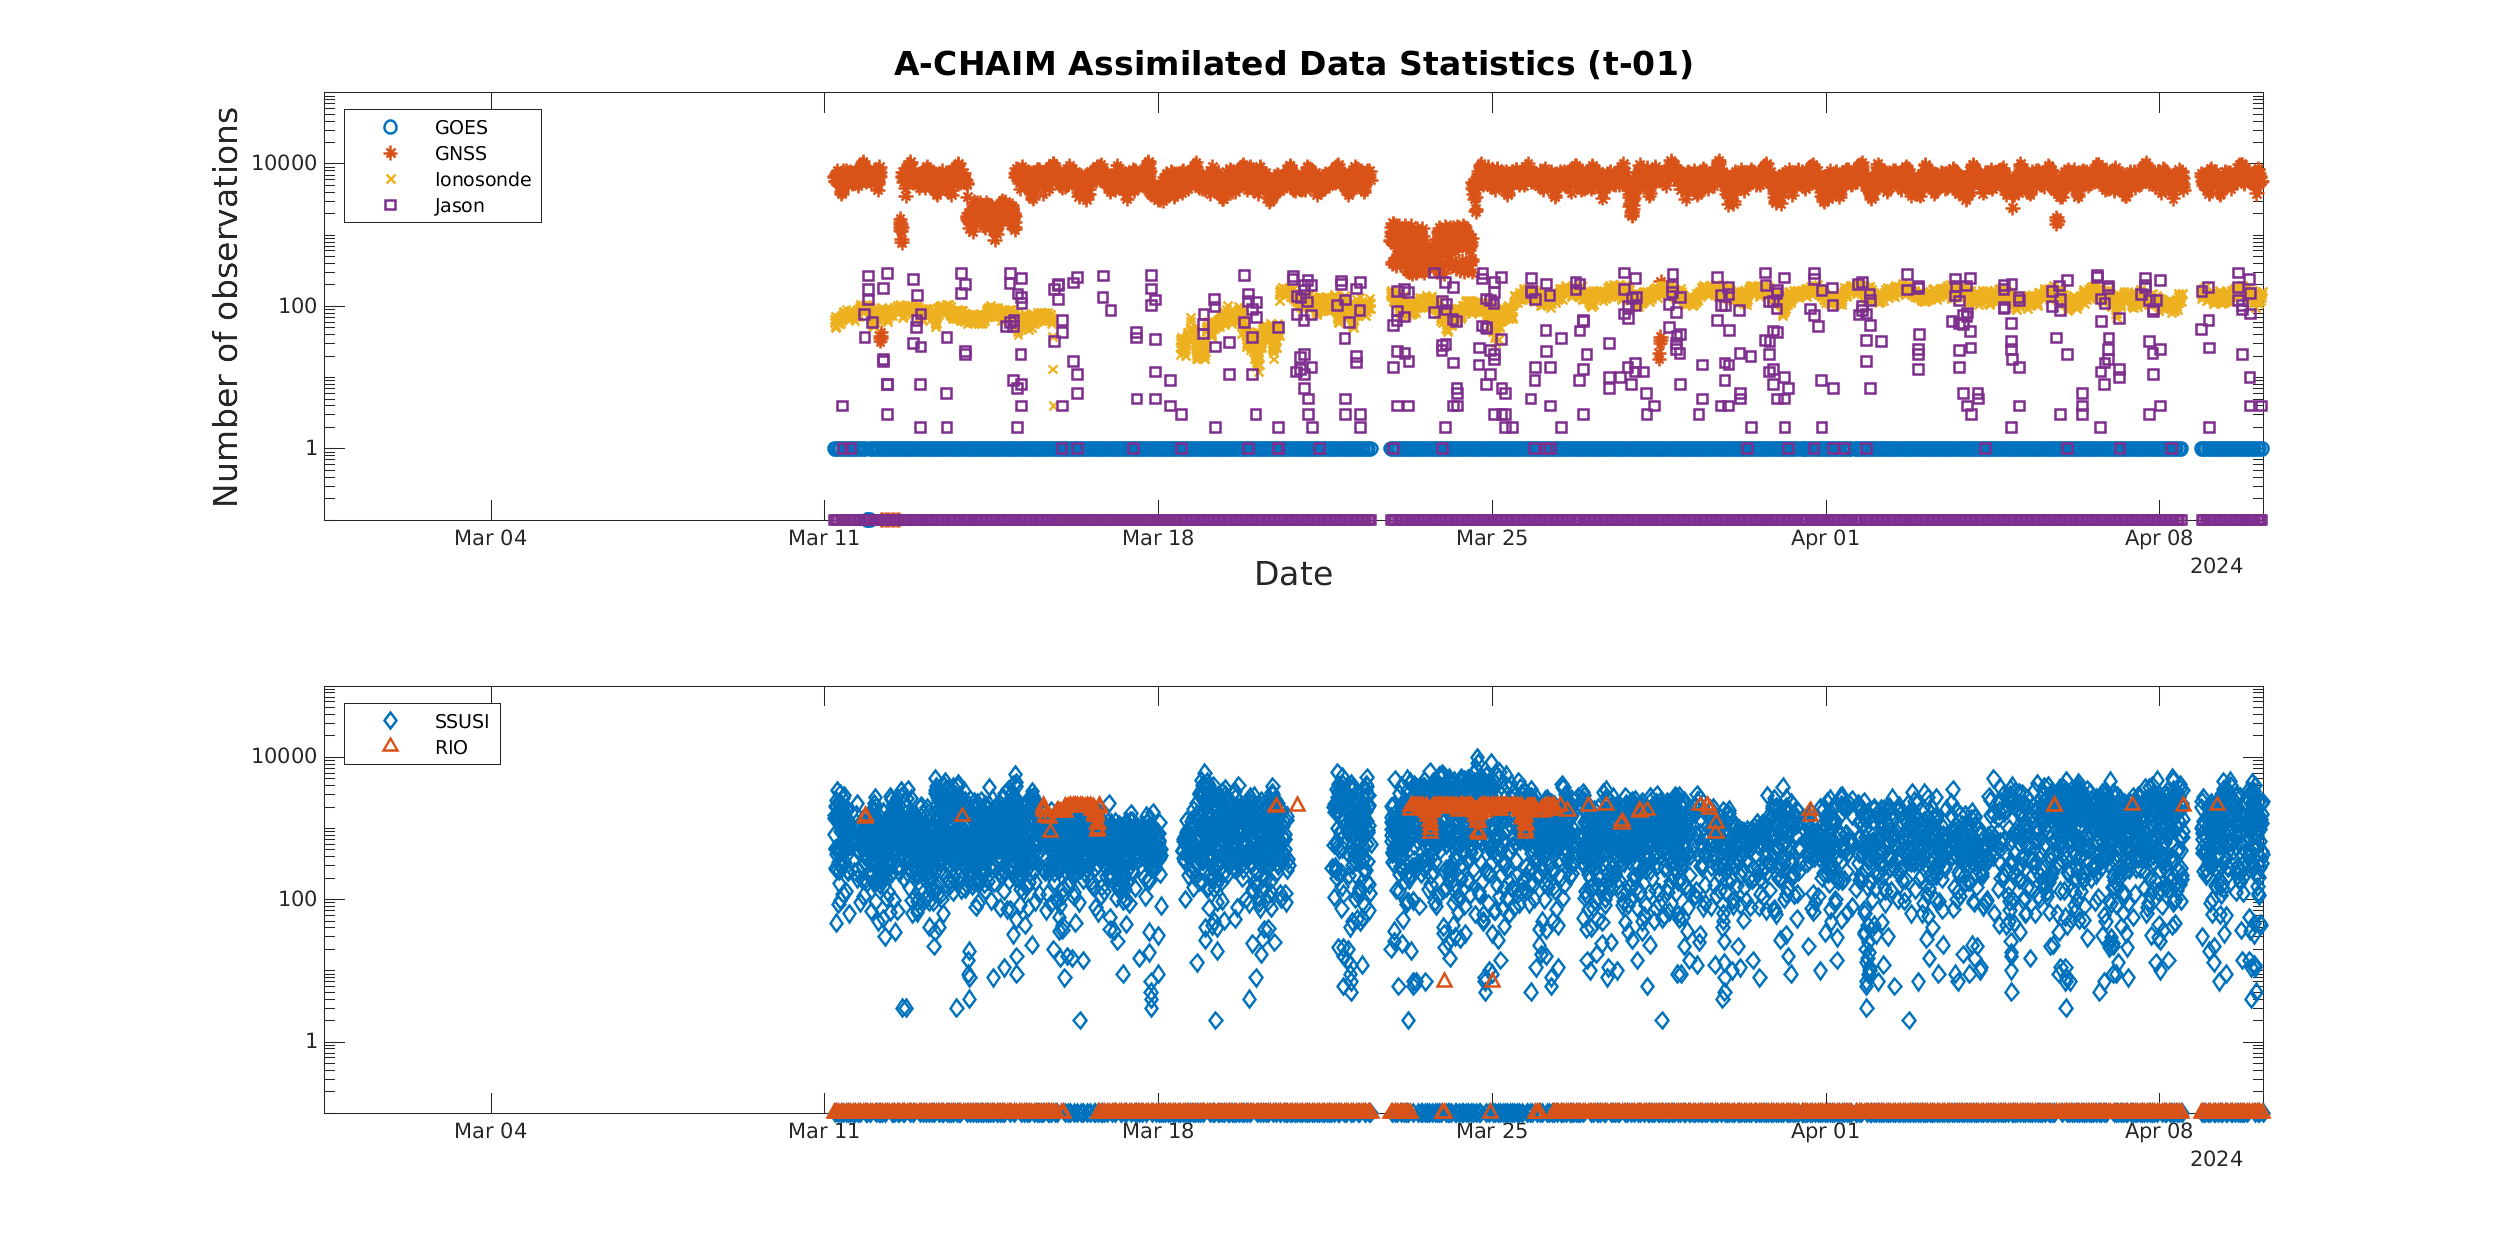 A-CHAIM Assimilated Data Statistics (t-01)
Number of observations
10000
100
1
GOES
GNSS
Ionosonde
Jason
Mar 04
Mar 11
Mar 18
Mar 25
Apr 01
Apr 08
2024
Date
10000
100
1
SSUSI
RIO
Mar 04
Mar 11
Mar 18
Mar 25
Apr 01
Apr 08
2024